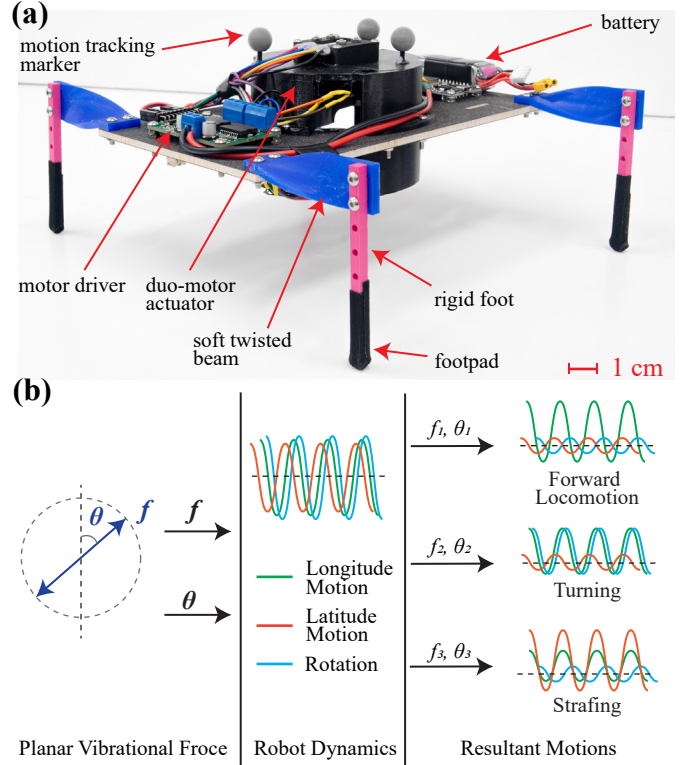 (a)
motion tracking
marker
battery
motor driver
duo-motor
actuator
soft twisted
beam
rigid foot
footpad
1 cm
(b)
θ
f
f
θ
Longitude
Motion
Latitude
Motion
Rotation
f₁, θ₁
Forward
Locomotion
f₂, θ₂
Turning
f₃, θ₃
Strafing
Planar Vibrational Froce
Robot Dynamics
Resultant Motions